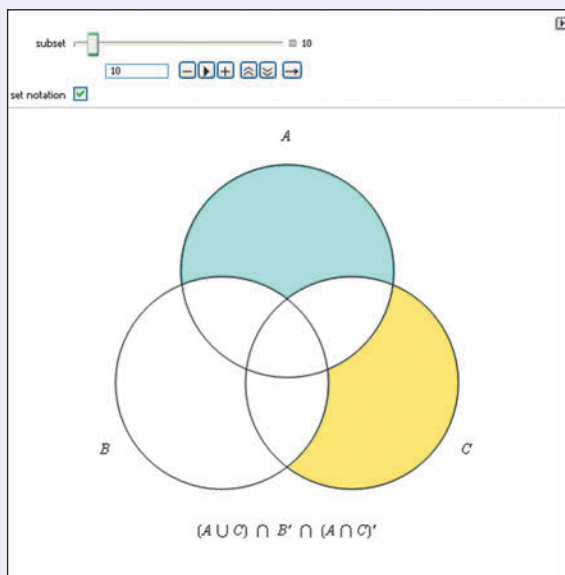 subset 10
10
set notation
A
B C
(A ∪ C) ∩ B′ ∩ (A ∩ C)′